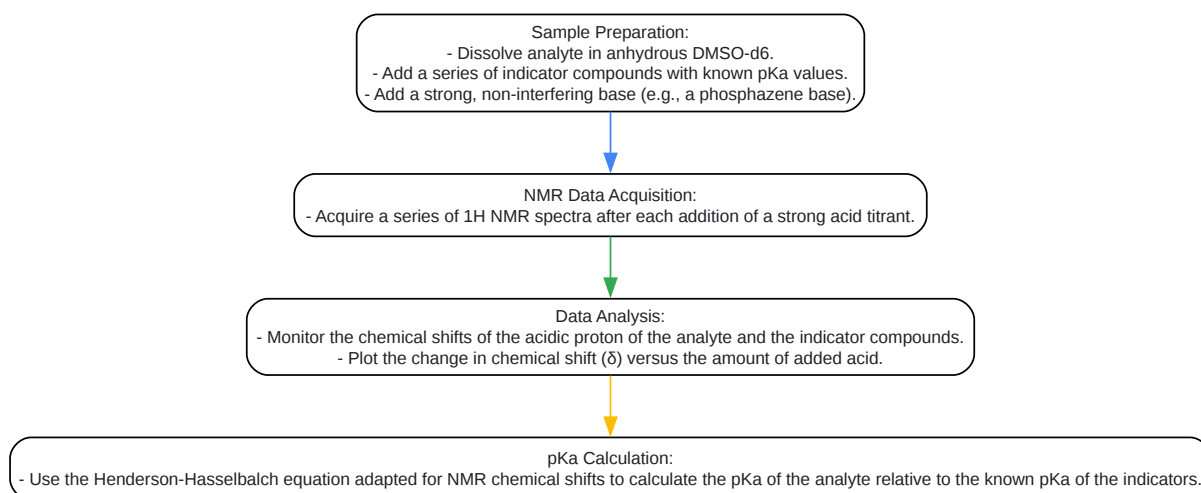 Sample Preparation:
- Dissolve analyte in anhydrous DMSO-d6.
- Add a series of indicator compounds with known pKa values.
- Add a strong, non-interfering base (e.g., a phosphazene base).
NMR Data Acquisition:
- Acquire a series of 1H NMR spectra after each addition of a strong acid titrant.
Data Analysis:
- Monitor the chemical shifts of the acidic proton of the analyte and the indicator compounds.
- Plot the change in chemical shift (δ) versus the amount of added acid.
pKa Calculation:
- Use the Henderson-Hasselbalch equation adapted for NMR chemical shifts to calculate the pKa of the analyte relative to the known pKa of the indicators.